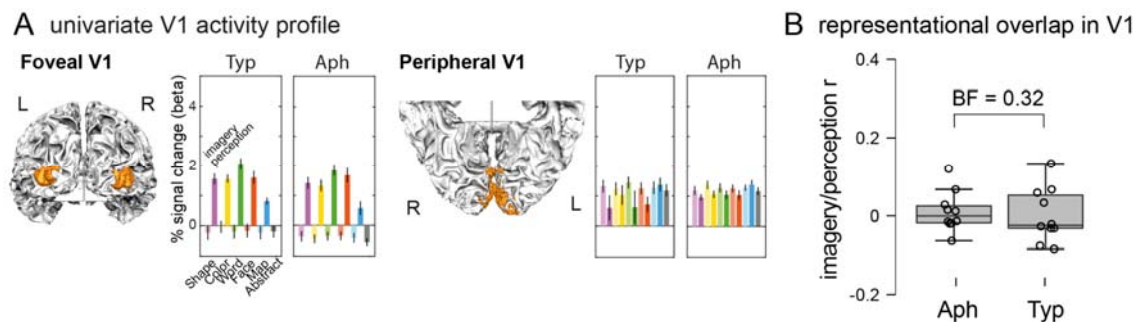 A univariate V1 activity profile
Foveal V1
L
R
Typ
Aph
% signal change (beta)
4
2
0
imagery
perception
Shape
Color
Word
Face
Map
Abstract
Peripheral V1
R
L
Typ
Aph
B representational overlap in V1
imagery/perception r
0.4
0.2
0
-0.2
BF = 0.32
Aph
Typ